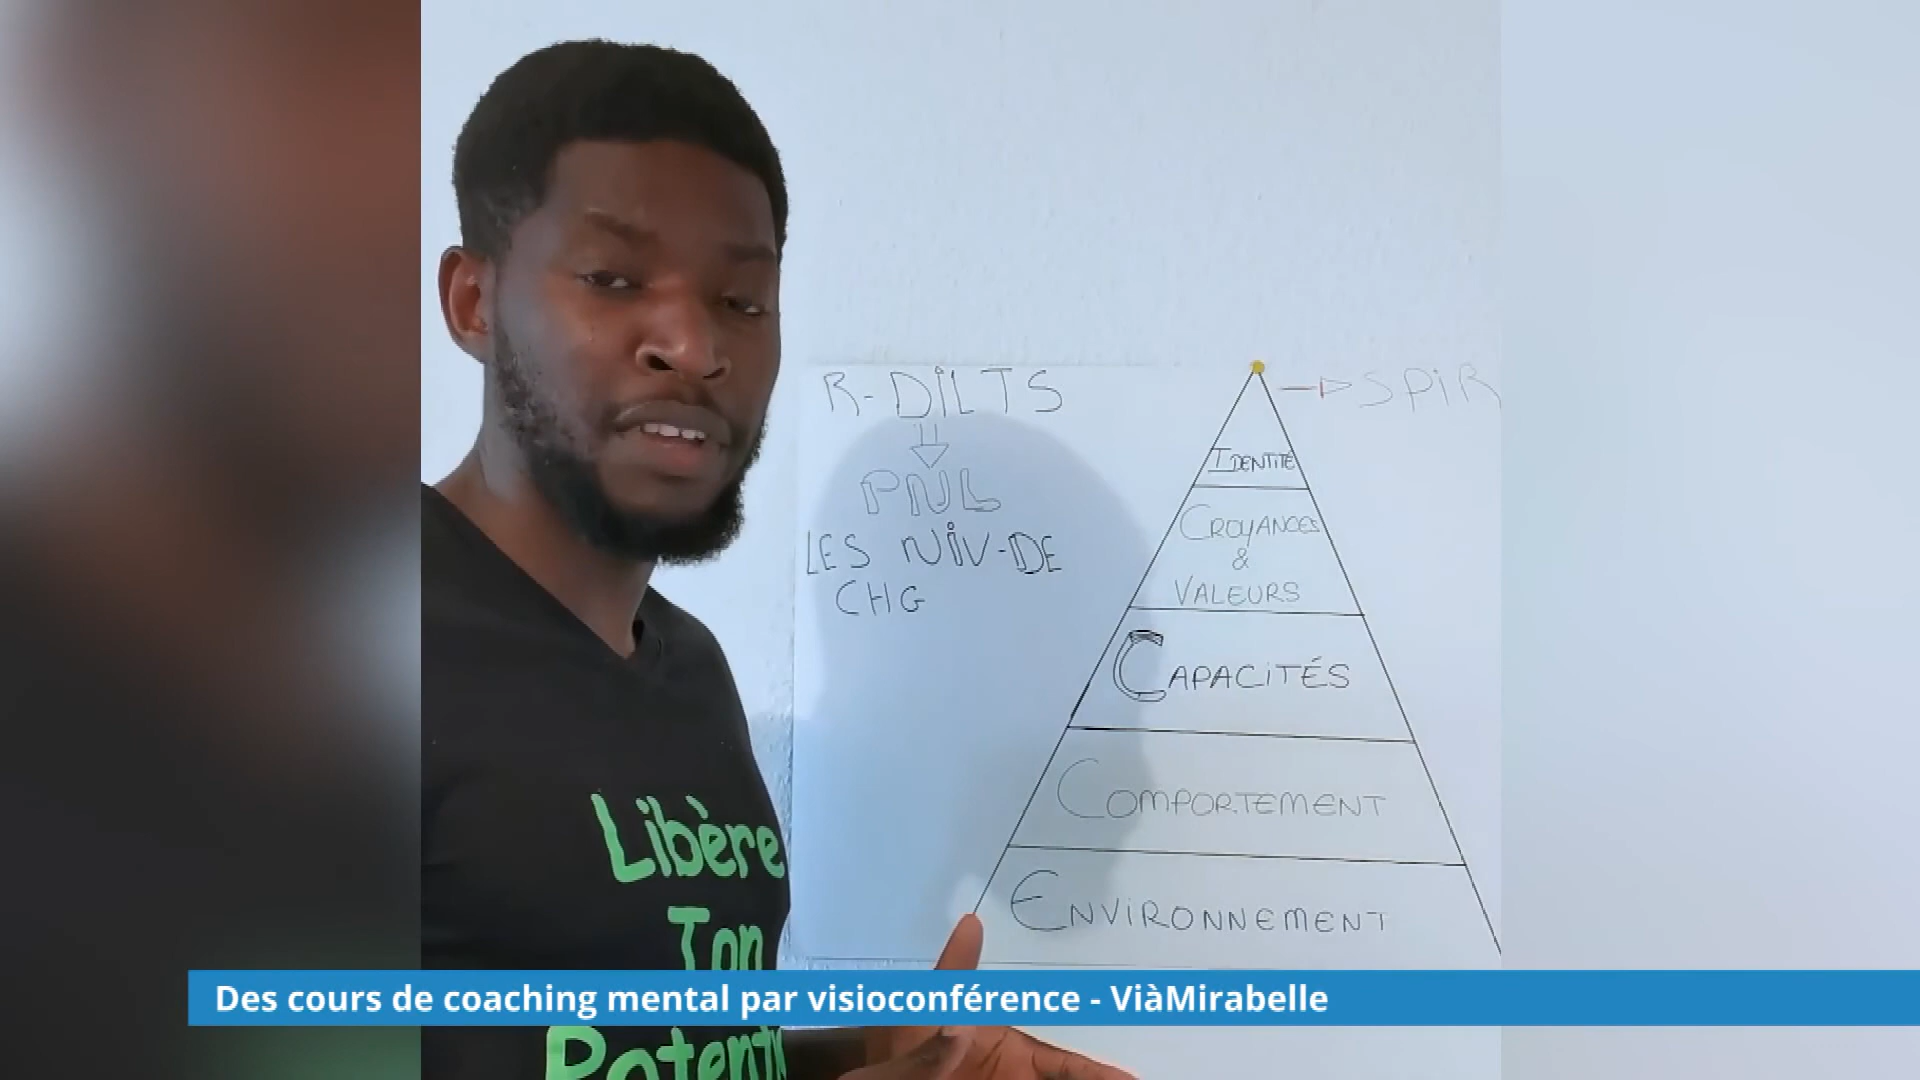 R-DiLTS
PNL
LES NiV-DE
CHG
SPiR
IDENTiTÉ
CROYANCES
&
VALEURS
CAPACiTÉS
COMPORTEMENT
ENViRONNEMENT
Libère
Ton
Potenti
Des cours de coaching mental par visioconférence - ViàMirabelle